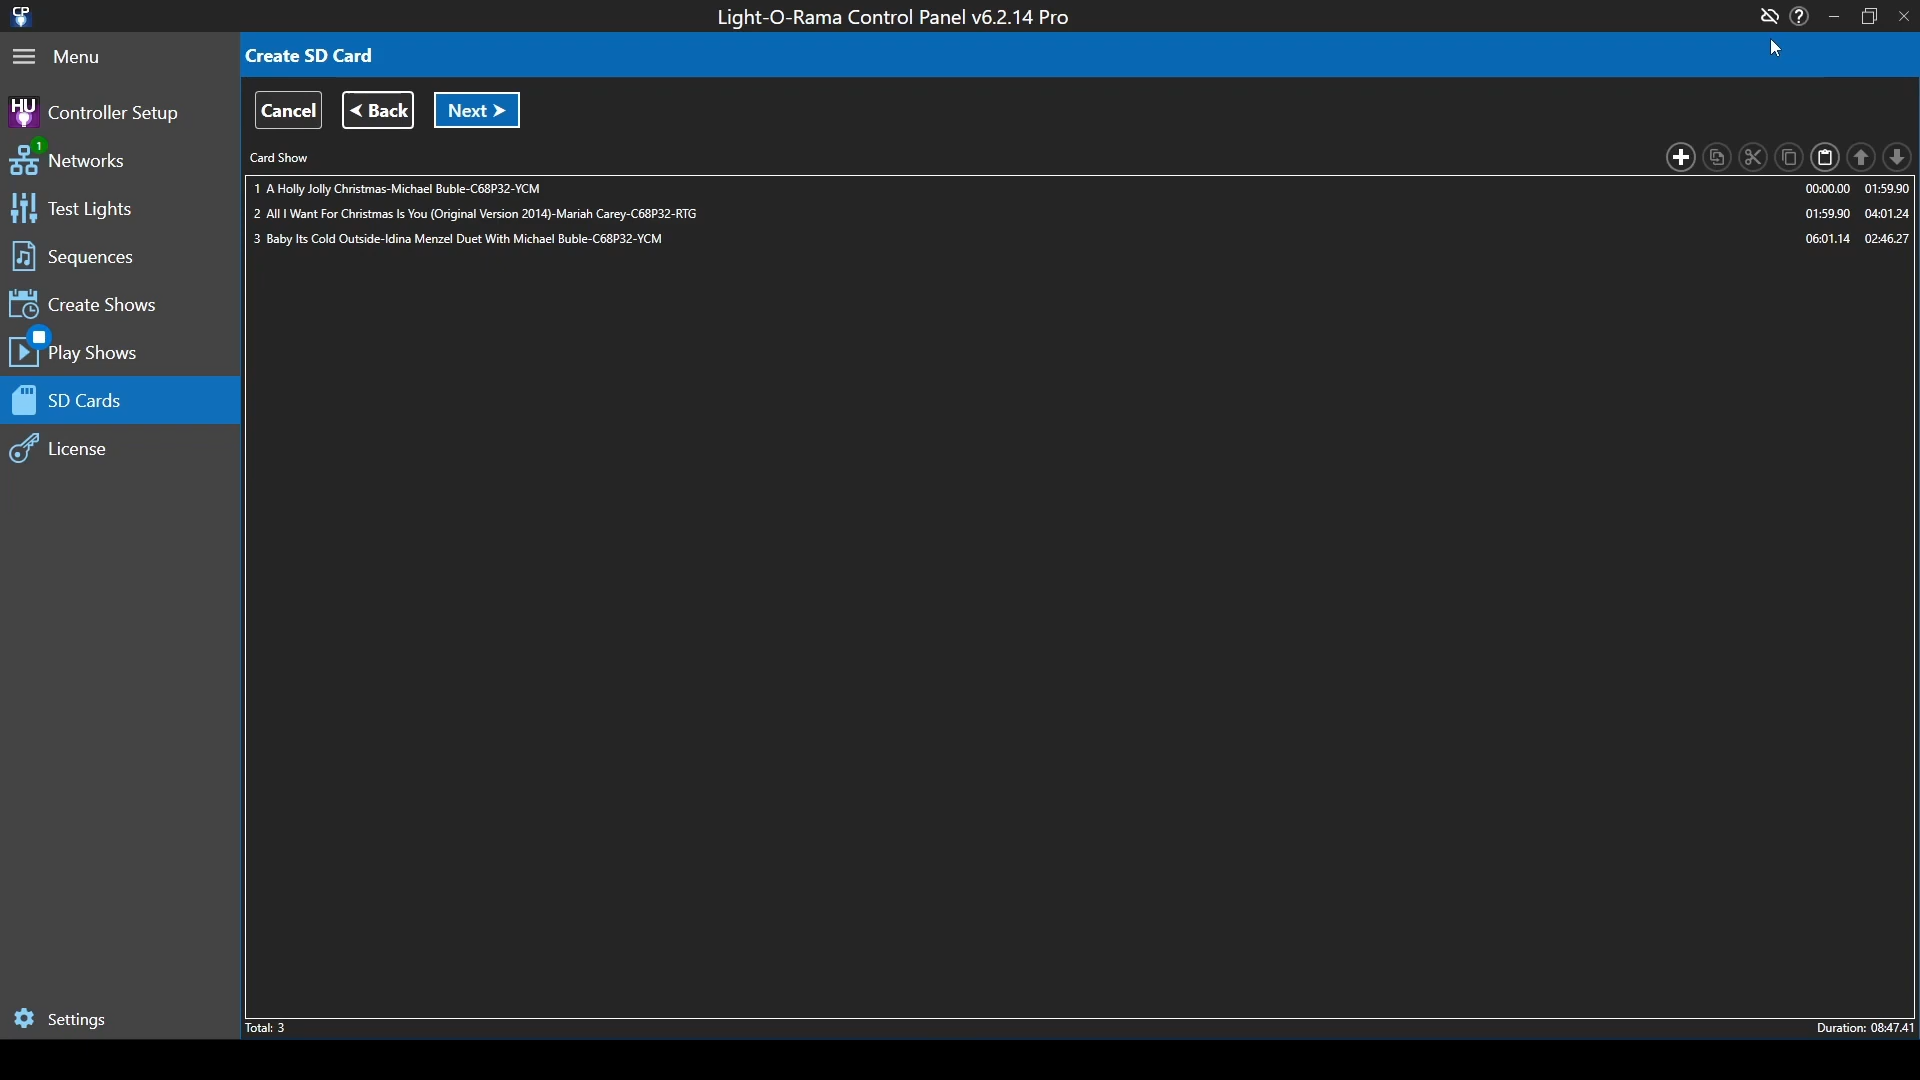 CP Light-O-Rama Control Panel v6.2.14 Pro
Menu
Create SD Card
HU Controller Setup
1
Networks
Test Lights
Sequences
Create Shows
Play Shows
SD Cards
License
Settings
Cancel
Back
Next
Card Show
1 A Holly Jolly Christmas-Michael Buble-C68P32-YCM 00:00.00 01:59.90
2 All I Want For Christmas Is You (Original Version 2014)-Mariah Carey-C68P32-RTG 01:59.90 04:01.24
3 Baby Its Cold Outside-Idina Menzel Duet With Michael Buble-C68P32-YCM 06:01.14 02:46.27
Total: 3
Duration: 08:47.41